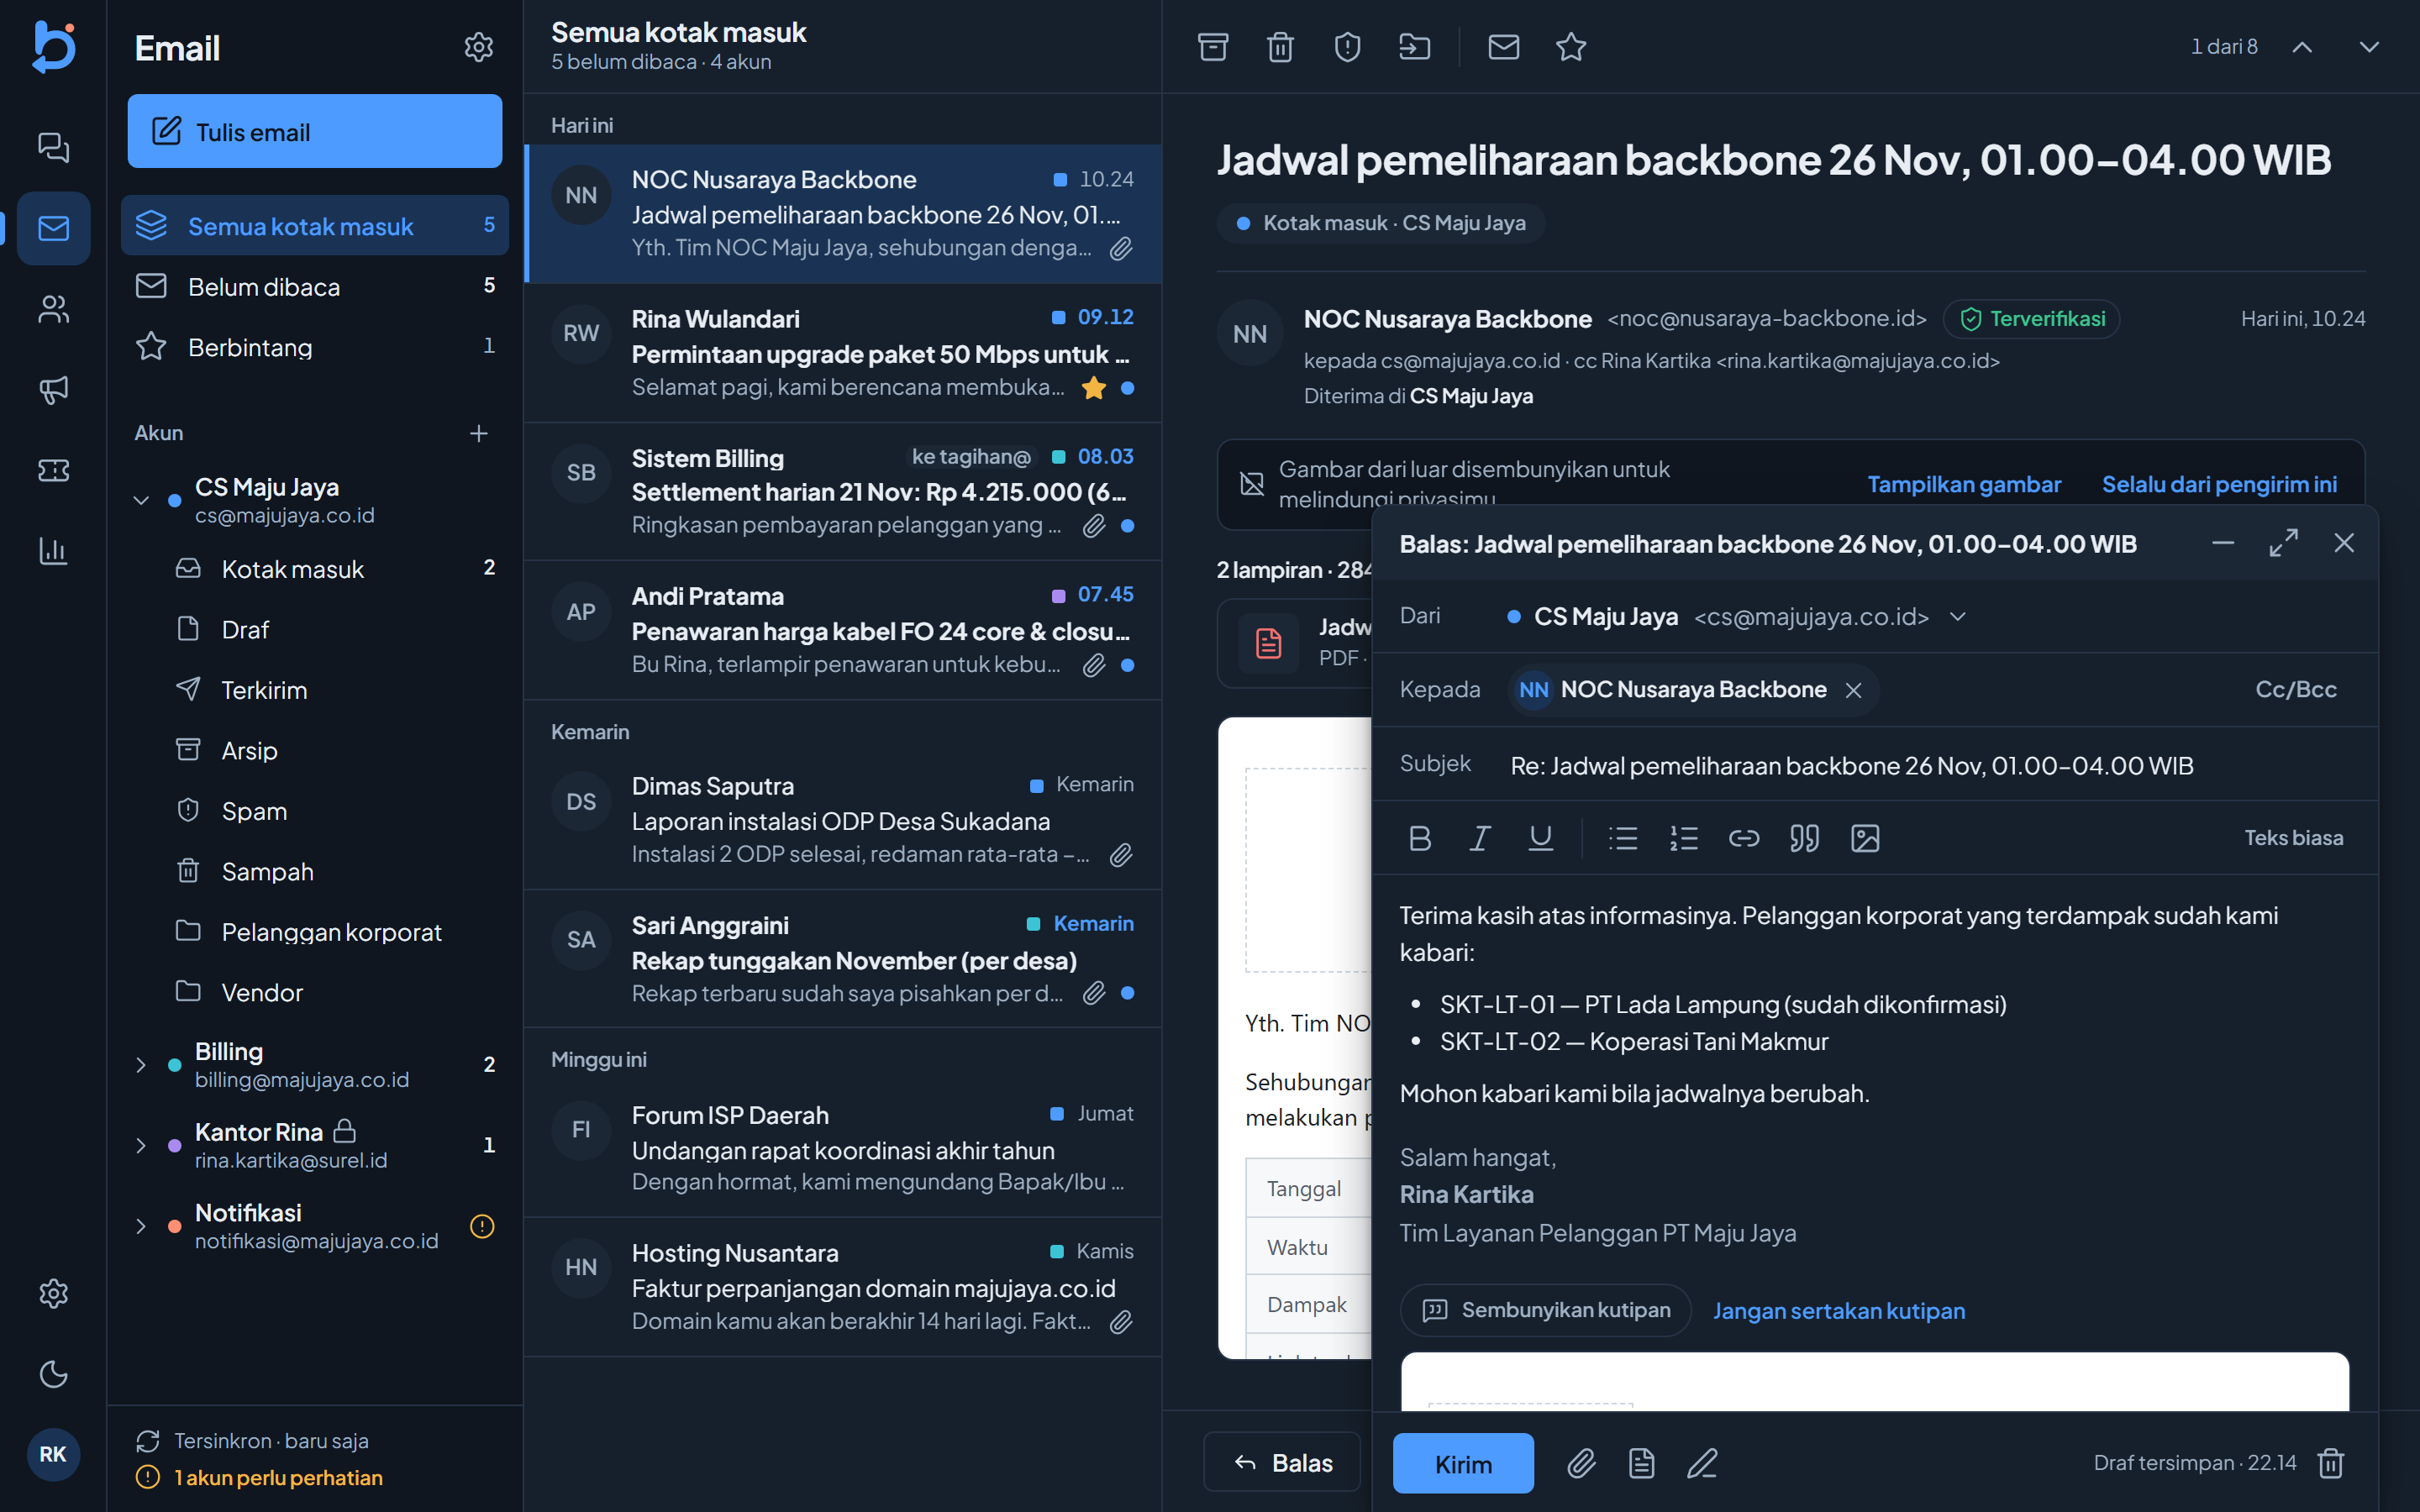 Email
Tulis email
Semua kotak masuk 5
Belum dibaca 5
Berbintang 1
Akun
CS Maju Jaya
cs@majujaya.co.id
Kotak masuk 2
Draf
Terkirim
Arsip
Spam
Sampah
Pelanggan korporat
Vendor
Billing
billing@majujaya.co.id
2
Kantor Rina
rina.kartika@surel.id
1
Notifikasi
notifikasi@majujaya.co.id
Tersinkron · baru saja
1 akun perlu perhatian
RK
Semua kotak masuk
5 belum dibaca · 4 akun
Hari ini
NN
NOC Nusaraya Backbone 10.24
Jadwal pemeliharaan backbone 26 Nov, 01....
Yth. Tim NOC Maju Jaya, sehubungan denga...
RW
Rina Wulandari 09.12
Permintaan upgrade paket 50 Mbps untuk ...
Selamat pagi, kami berencana membuka...
SB
Sistem Billing ke tagihan@ 08.03
Settlement harian 21 Nov: Rp 4.215.000 (6...
Ringkasan pembayaran pelanggan yang ...
AP
Andi Pratama 07.45
Penawaran harga kabel FO 24 core & closu...
Bu Rina, terlampir penawaran untuk kebu...
Kemarin
DS
Dimas Saputra Kemarin
Laporan instalasi ODP Desa Sukadana
Instalasi 2 ODP selesai, redaman rata-rata –...
SA
Sari Anggraini Kemarin
Rekap tunggakan November (per desa)
Rekap terbaru sudah saya pisahkan per d...
Minggu ini
FI
Forum ISP Daerah Jumat
Undangan rapat koordinasi akhir tahun
Dengan hormat, kami mengundang Bapak/Ibu ...
HN
Hosting Nusantara Kamis
Faktur perpanjangan domain majujaya.co.id
Domain kamu akan berakhir 14 hari lagi. Fakt...
1 dari 8
Jadwal pemeliharaan backbone 26 Nov, 01.00–04.00 WIB
Kotak masuk · CS Maju Jaya
NN
NOC Nusaraya Backbone <noc@nusaraya-backbone.id> Terverifikasi Hari ini, 10.24
kepada cs@majujaya.co.id · cc Rina Kartika <rina.kartika@majujaya.co.id>
Diterima di CS Maju Jaya
Gambar dari luar disembunyikan untuk
melindungi privasimu
Tampilkan gambar Selalu dari pengirim ini
2 lampiran · 284
Jadw
PDF ·
Yth. Tim NO
Sehubungan
melakukan p
Tanggal
Waktu
Dampak
Balas
Balas: Jadwal pemeliharaan backbone 26 Nov, 01.00–04.00 WIB
Dari CS Maju Jaya <cs@majujaya.co.id>
Kepada NN NOC Nusaraya Backbone Cc/Bcc
Subjek Re: Jadwal pemeliharaan backbone 26 Nov, 01.00–04.00 WIB
Teks biasa
Terima kasih atas informasinya. Pelanggan korporat yang terdampak sudah kami
kabari:
• SKT-LT-01 — PT Lada Lampung (sudah dikonfirmasi)
• SKT-LT-02 — Koperasi Tani Makmur
Mohon kabari kami bila jadwalnya berubah.
Salam hangat,
Rina Kartika
Tim Layanan Pelanggan PT Maju Jaya
Sembunyikan kutipan Jangan sertakan kutipan
Kirim
Draf tersimpan · 22.14